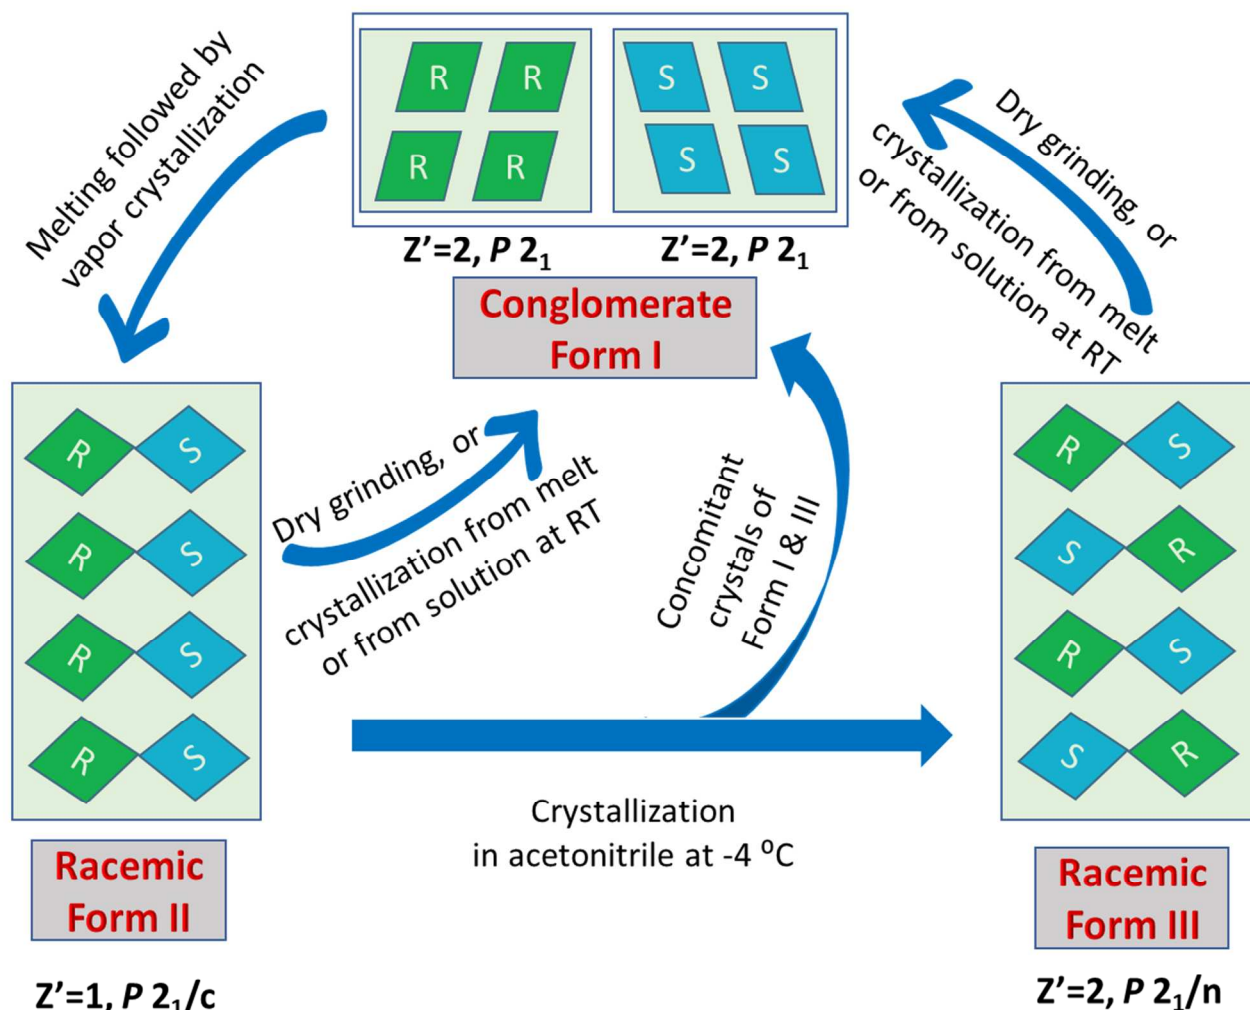 R R
R R
S S
S S
Z’=2, P 2₁
Z’=2, P 2₁
Conglomerate
Form I
Melting followed by
vapor crystallization
Dry grinding, or
crystallization from melt
or from solution at RT
R S
R S
R S
R S
Racemic
Form II
Z’=1, P 2₁/c
Dry grinding, or
crystallization from melt
or from solution at RT
Concomitant
crystals of
Form I & III
Crystallization
in acetonitrile at -4 ⁰C
R S
S R
R S
S R
Racemic
Form III
Z’=2, P 2₁/n